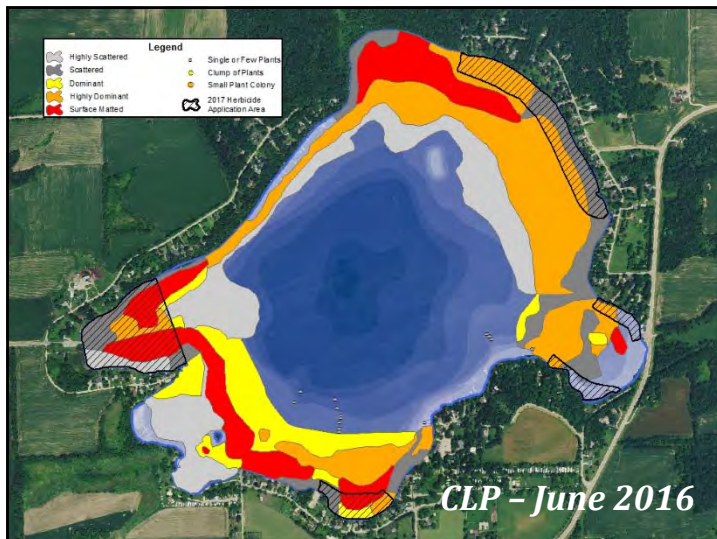 Legend
Highly Scattered
Scattered
Dominant
Highly Dominant
Surface Matted
Single or Few Plants
Clump of Plants
Small Plant Colony
2017 Herbicide
Application Area
CLP – June 2016